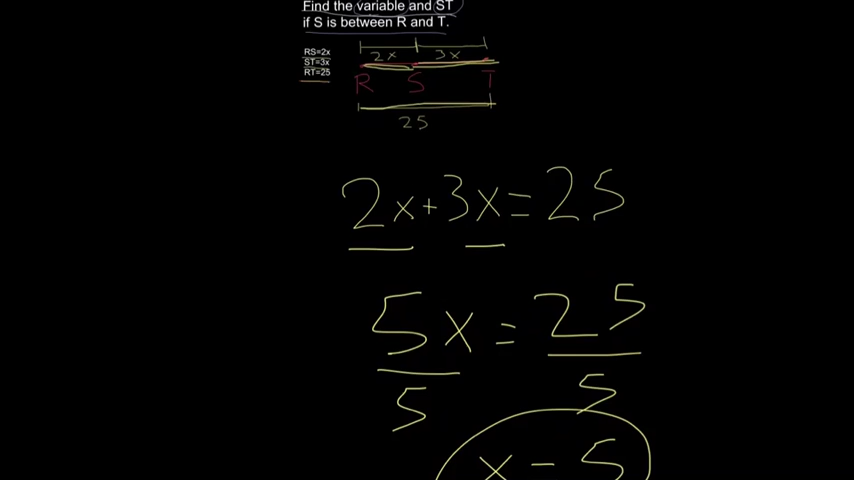 Find the variable and ST
if S is between R and T.
RS=2x
ST=3x
RT=25
2x 3x
R S T
25
2x+3x=25
5x = 25
5 5
x = 5